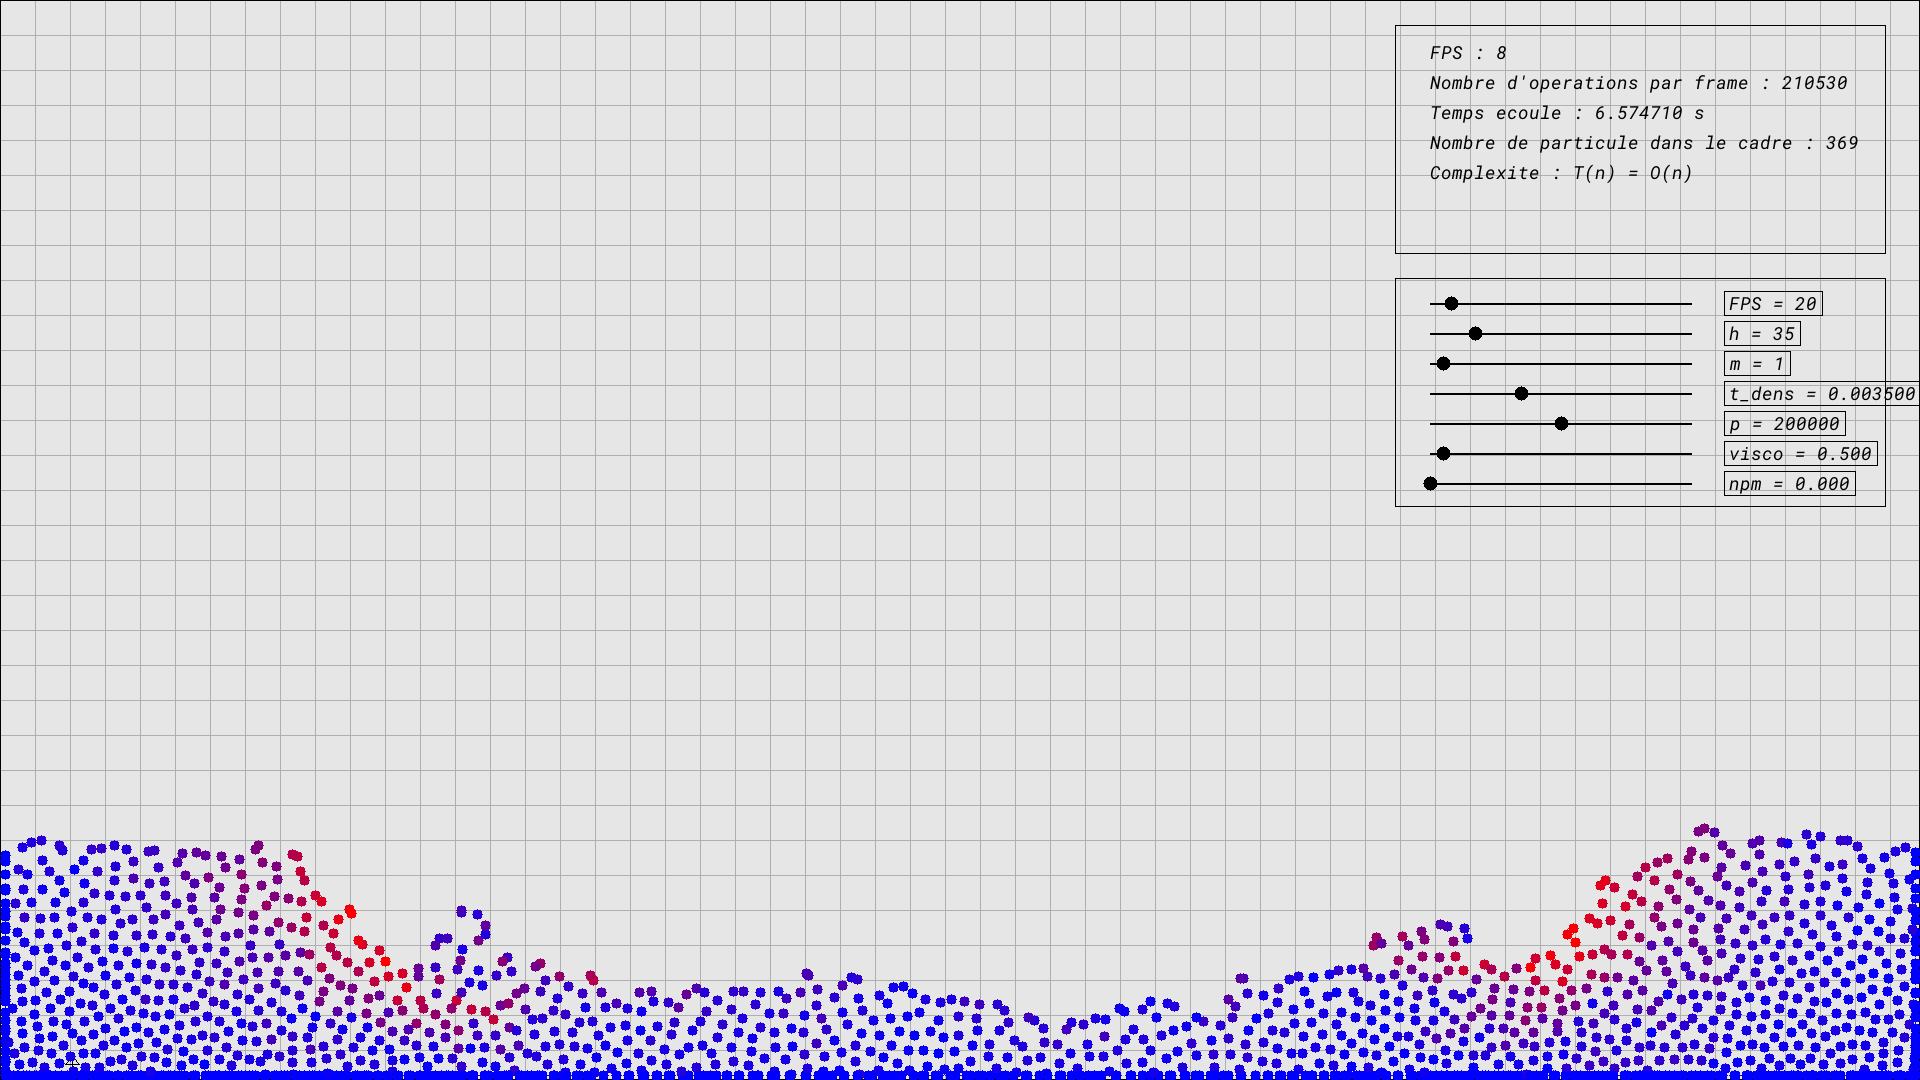 FPS : 8
Nombre d'operations par frame : 210530
Temps ecoule : 6.574710 s
Nombre de particule dans le cadre : 369
Complexite : T(n) = O(n)
FPS = 20
h = 35
m = 1
t_dens = 0.003500
p = 200000
visco = 0.500
npm = 0.000